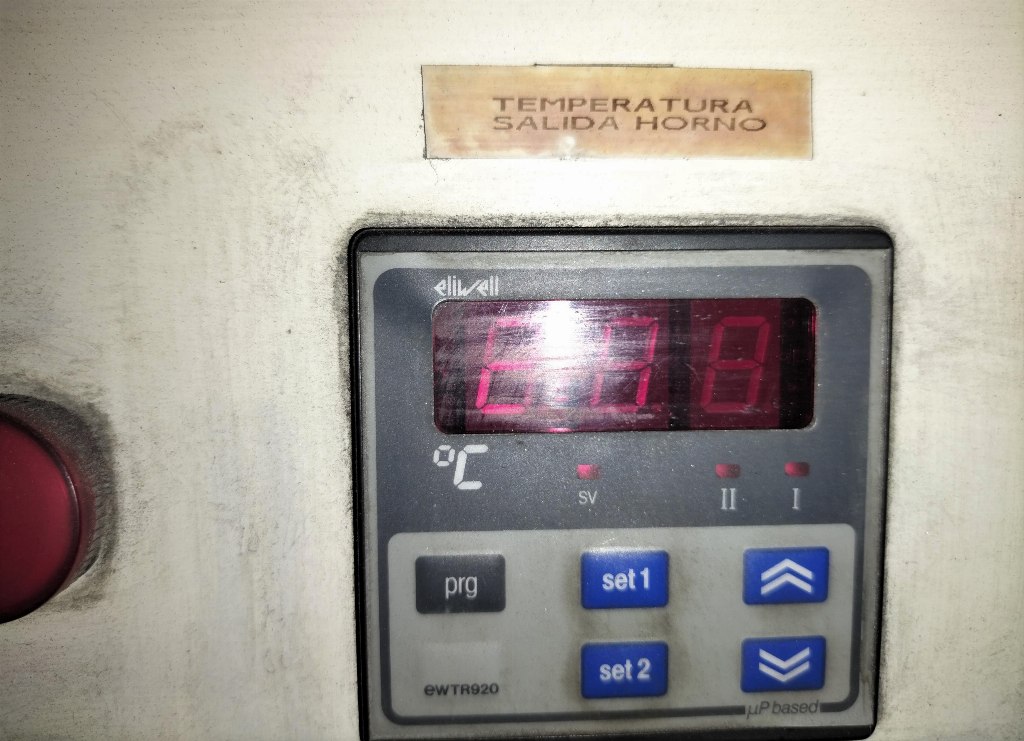 TEMPERATURA
SALIDA HORNO
eliwell
°C
SV
II
I
prg
set 1
set 2
eWTR920
µP based